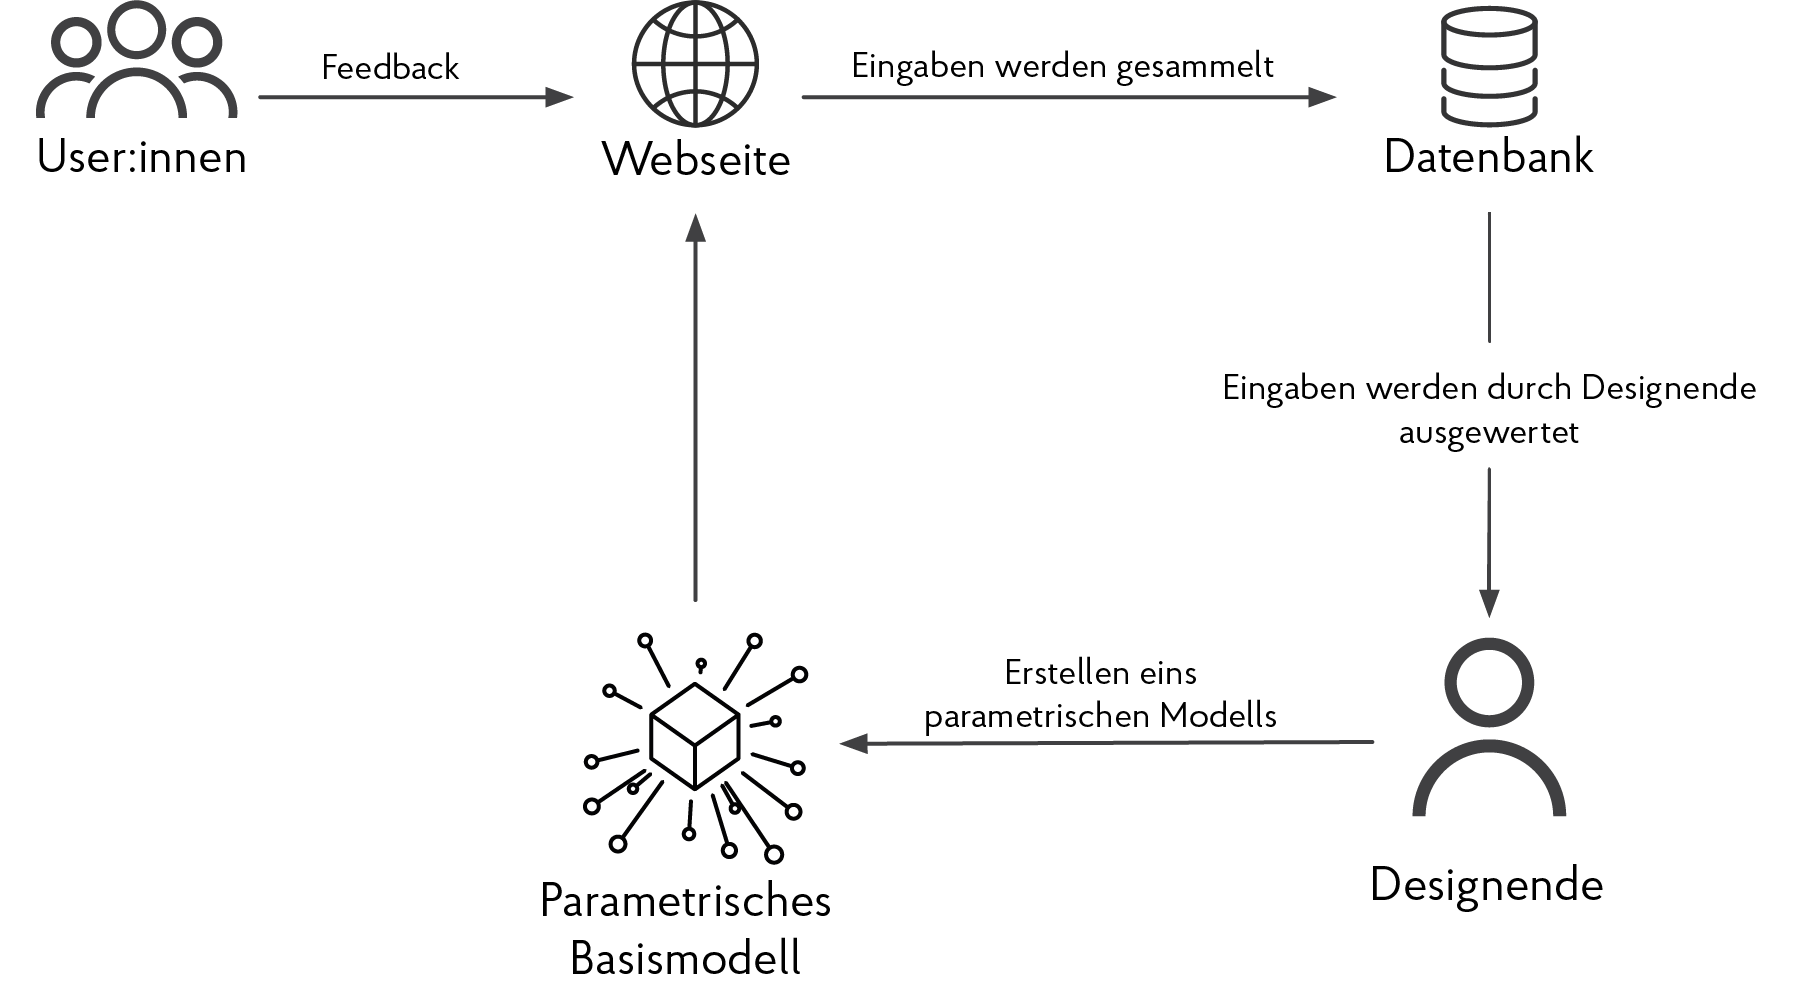 Feedback
Eingaben werden gesammelt
User:innen
Webseite
Datenbank
Eingaben werden durch Designende
ausgewertet
Erstellen eins
parametrischen Modells
Designende
Parametrisches
Basismodell